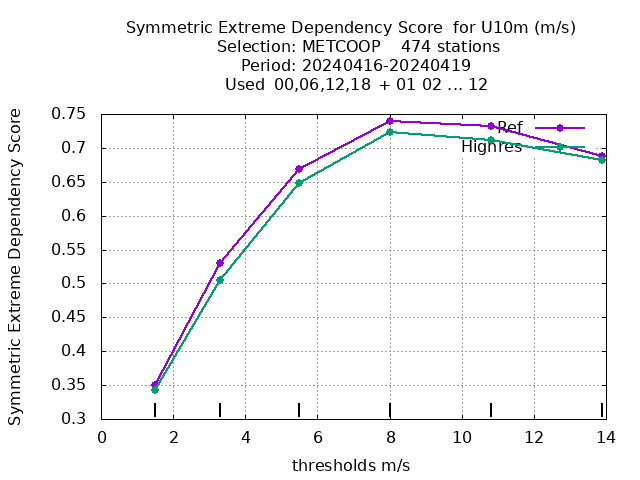 Symmetric Extreme Dependency Score  for U10m (m/s)
Selection: METCOOP    474 stations
Period: 20240416-20240419
Used  00,06,12,18  + 01 02 ... 12
Symmetric Extreme Dependency Score
0.75
0.7
0.65
0.6
0.55
0.5
0.45
0.4
0.35
0.3
Ref
Highres
0 2 4 6 8 10 12 14
thresholds m/s